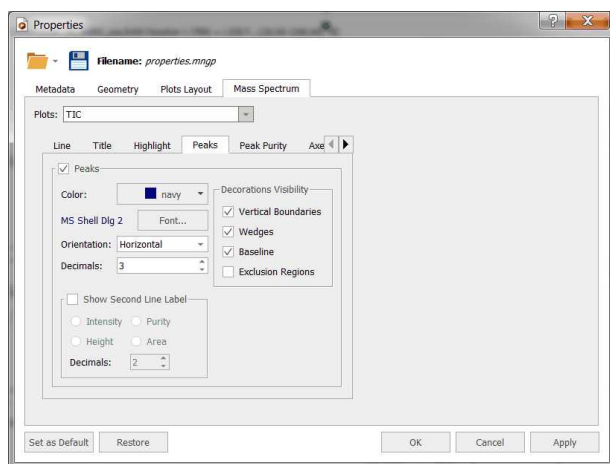 Properties
Filename: properties.mngp
Metadata Geometry Plots Layout Mass Spectrum
Plots: TIC
Line Title Highlight Peaks Peak Purity Axe
Peaks
Color: navy
MS Shell Dlg 2 Font...
Orientation: Horizontal
Decimals: 3
Decorations Visibility
Vertical Boundaries
Wedges
Baseline
Exclusion Regions
Show Second Line Label
Intensity Purity
Height Area
Decimals: 2
Set as Default Restore OK Cancel Apply